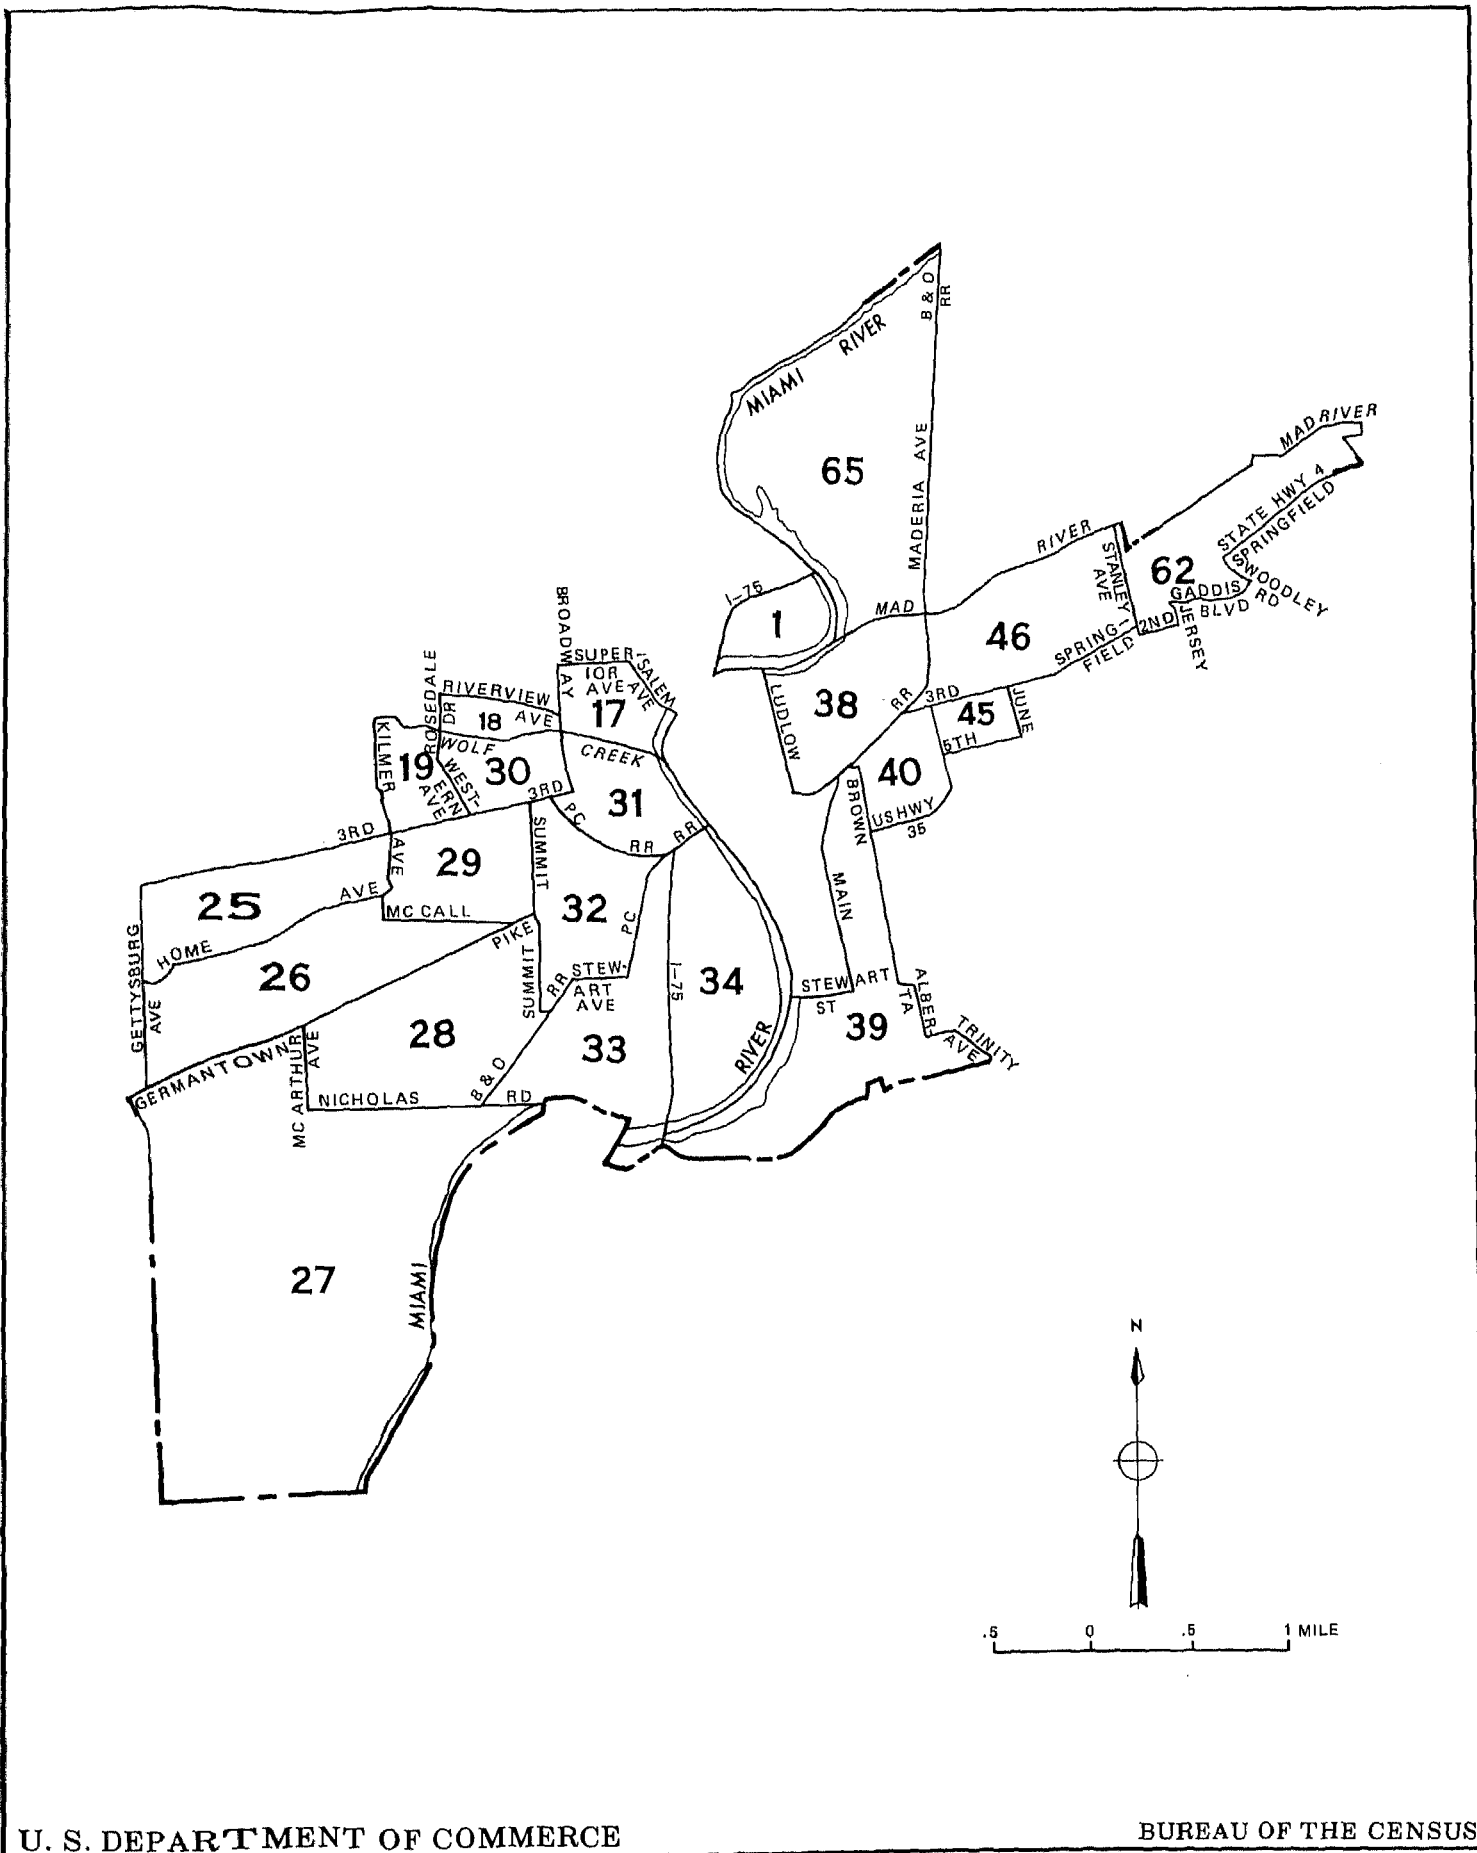 B & O
RR
MIAMI RIVER
MADERIA AVE
65
MAD RIVER
STATE HWY 4
SPRINGFIELD
RIVER
STANLEY
AVE
62
GADDIS
BLVD
WOODLEY
RD
2ND
JERSEY
I-75
1
MAD
46
SPRING-
FIELD
BROADWAY
SUPER-
IOR
AVE
SALEM
AVE
17
ROSEDALE
DR
RIVERVIEW
AVE
18
LUDLOW
38
RR
3RD
45
JUNE
5TH
KILMER
AVE
19
WOLF
CREEK
WEST-
ERN
AVE
30
3RD
31
PC
RR
RR
40
BROWN
US HWY
35
3RD
SUMMIT
29
25
AVE
MC CALL
32
PC
MAIN
HOME
PIKE
GETTYSBURG
AVE
26
SUMMIT
RR
STEW-
ART
AVE
I-75
34
STEWART
ST
ALBER-
TA
39
TRINITY
AVE
28
33
RIVER
GERMANTOWN
MC ARTHUR
AVE
NICHOLAS
B & O
RD
27
MIAMI
N
.5 0 .5 1 MILE
U. S. DEPARTMENT OF COMMERCE
BUREAU OF THE CENSUS